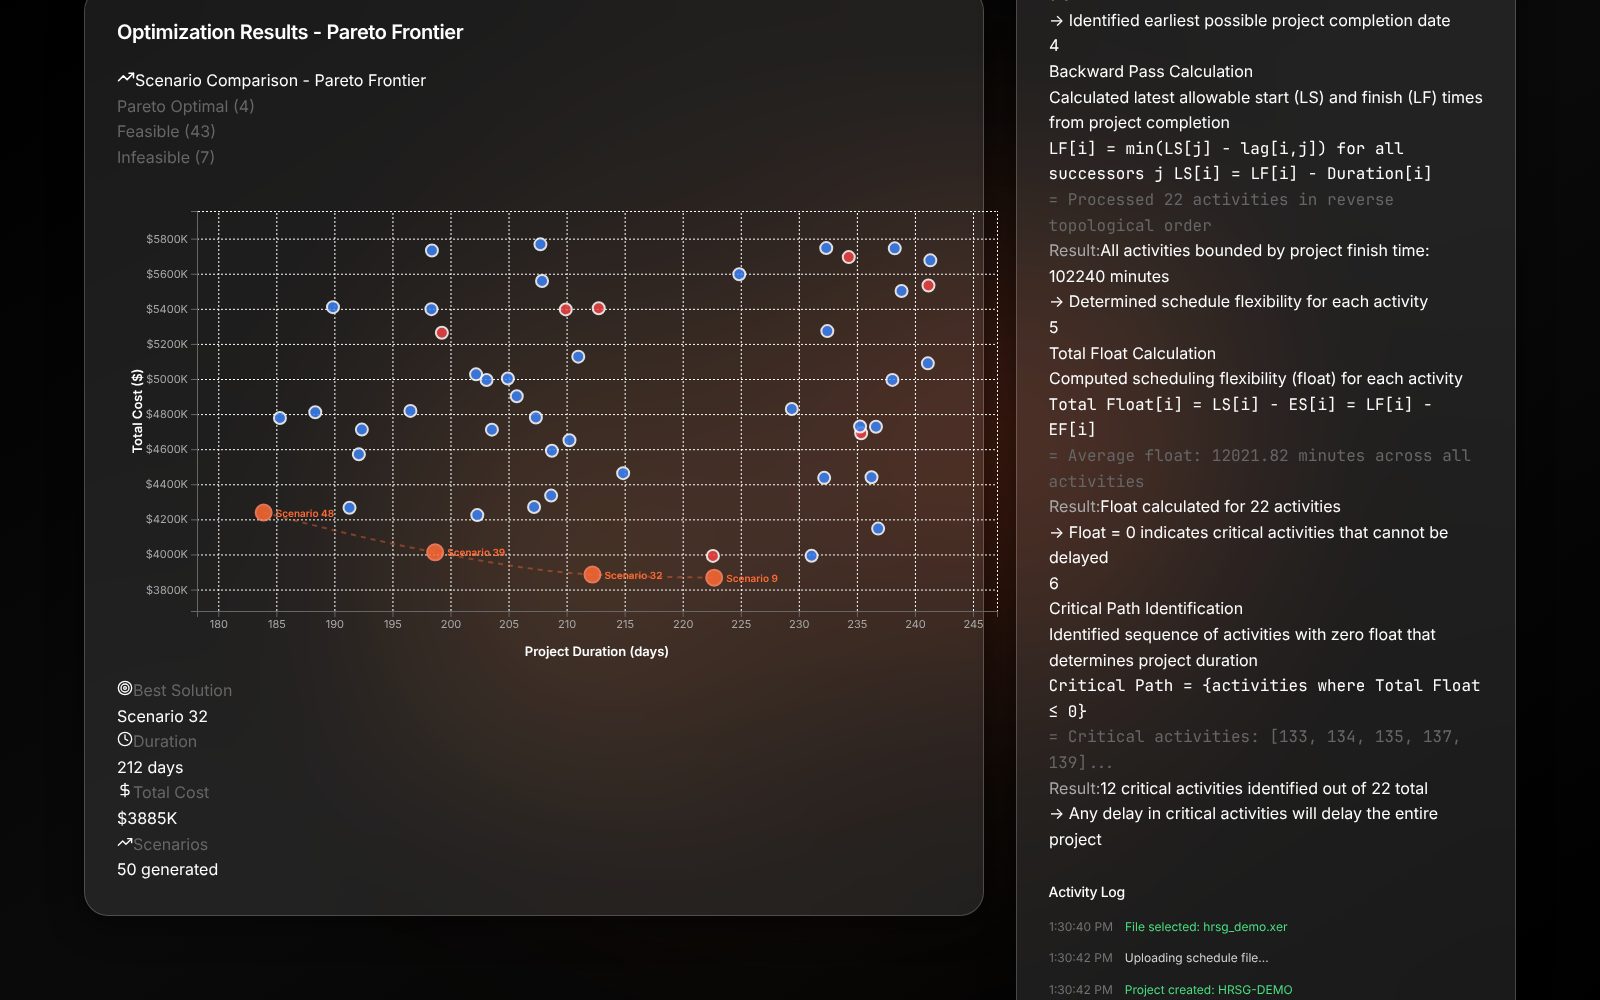 Optimization Results - Pareto Frontier
Scenario Comparison - Pareto Frontier
Pareto Optimal (4)
Feasible (43)
Infeasible (7)
$5800K
$5600K
$5400K
$5200K
$5000K
$4800K
$4600K
$4400K
$4200K
$4000K
$3800K
Total Cost ($)
Scenario 48
Scenario 39
Scenario 32
Scenario 9
180 185 190 195 200 205 210 215 220 225 230 235 240 245
Project Duration (days)
Best Solution
Scenario 32
Duration
212 days
Total Cost
$3885K
Scenarios
50 generated
→ Identified earliest possible project completion date
4
Backward Pass Calculation
Calculated latest allowable start (LS) and finish (LF) times
from project completion
LF[i] = min(LS[j] - lag[i,j]) for all
successors j LS[i] = LF[i] - Duration[i]
= Processed 22 activities in reverse
topological order
Result:All activities bounded by project finish time:
102240 minutes
→ Determined schedule flexibility for each activity
5
Total Float Calculation
Computed scheduling flexibility (float) for each activity
Total Float[i] = LS[i] - ES[i] = LF[i] -
EF[i]
= Average float: 12021.82 minutes across all
activities
Result:Float calculated for 22 activities
→ Float = 0 indicates critical activities that cannot be
delayed
6
Critical Path Identification
Identified sequence of activities with zero float that
determines project duration
Critical Path = {activities where Total Float
≤ 0}
= Critical activities: [133, 134, 135, 137,
139]...
Result:12 critical activities identified out of 22 total
→ Any delay in critical activities will delay the entire
project
Activity Log
1:30:40 PM File selected: hrsg_demo.xer
1:30:42 PM Uploading schedule file...
1:30:42 PM Project created: HRSG-DEMO